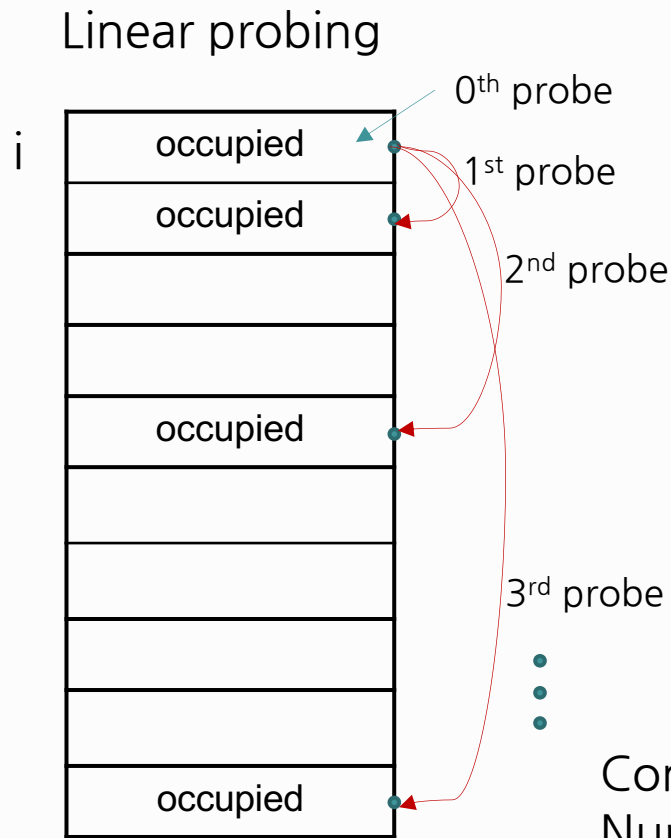 Linear probing
0th probe
i
occupied
1st probe
occupied
2nd probe
occupied
3rd probe
occupied